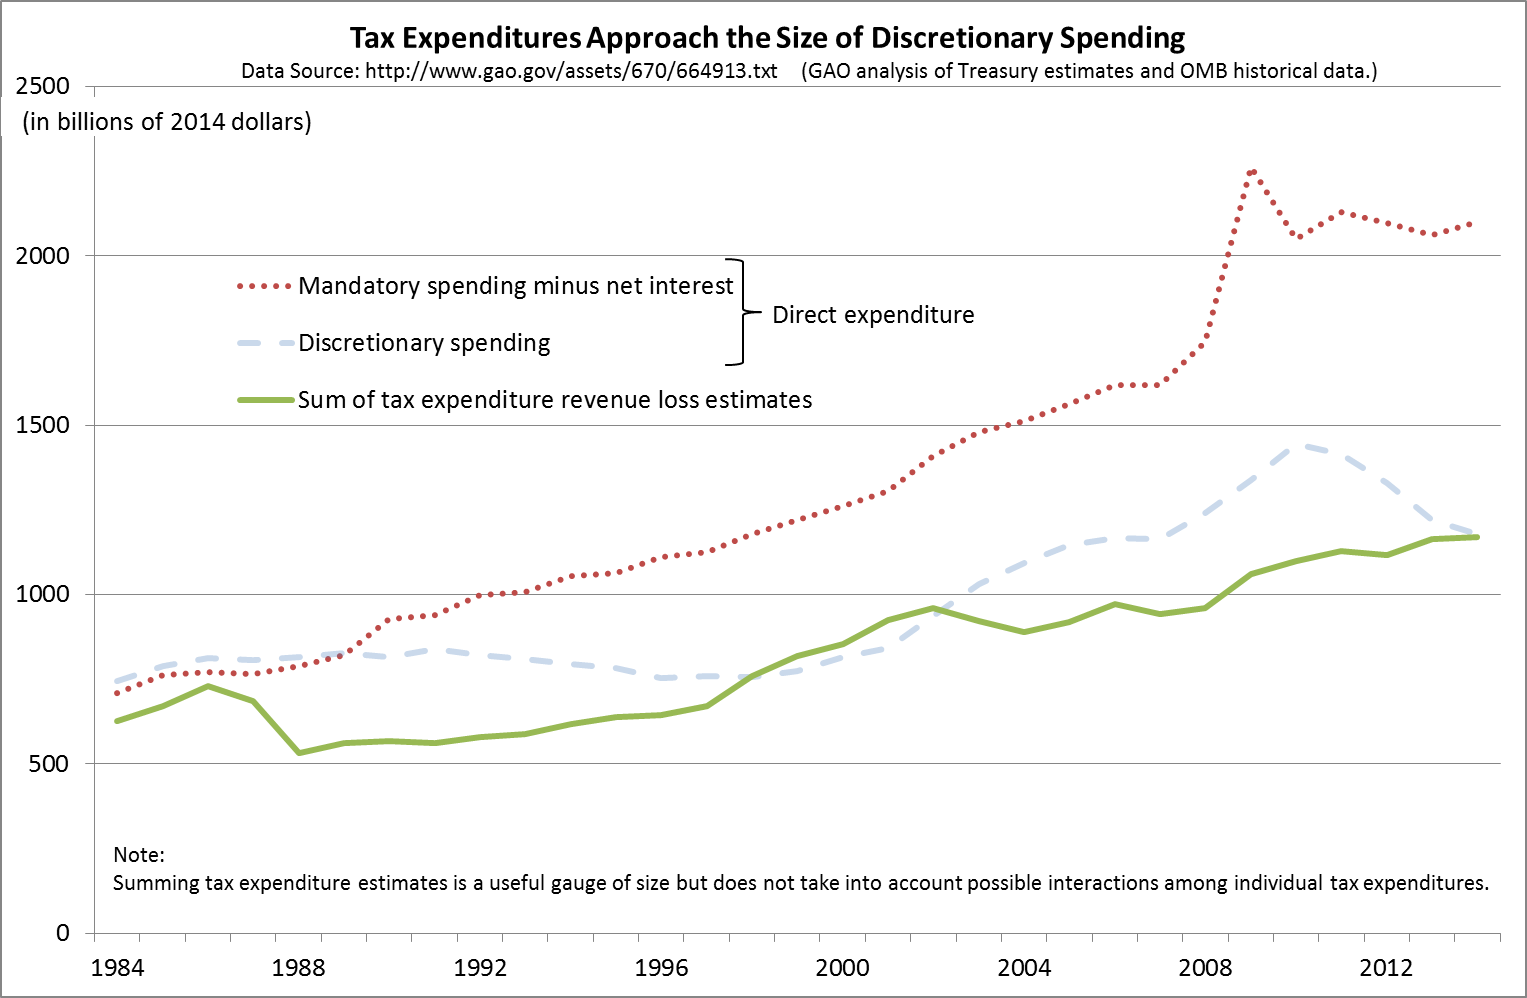 Tax Expenditures Approach the Size of Discretionary Spending
Data Source: http://www.gao.gov/assets/670/664913.txt (GAO analysis of Treasury estimates and OMB historical data.)
2500
(in billions of 2014 dollars)
2000
Mandatory spending minus net interest
Direct expenditure
Discretionary spending
Sum of tax expenditure revenue loss estimates
1500
1000
500
Note:
Summing tax expenditure estimates is a useful gauge of size but does not take into account possible interactions among individual tax expenditures.
0
1984 1988 1992 1996 2000 2004 2008 2012